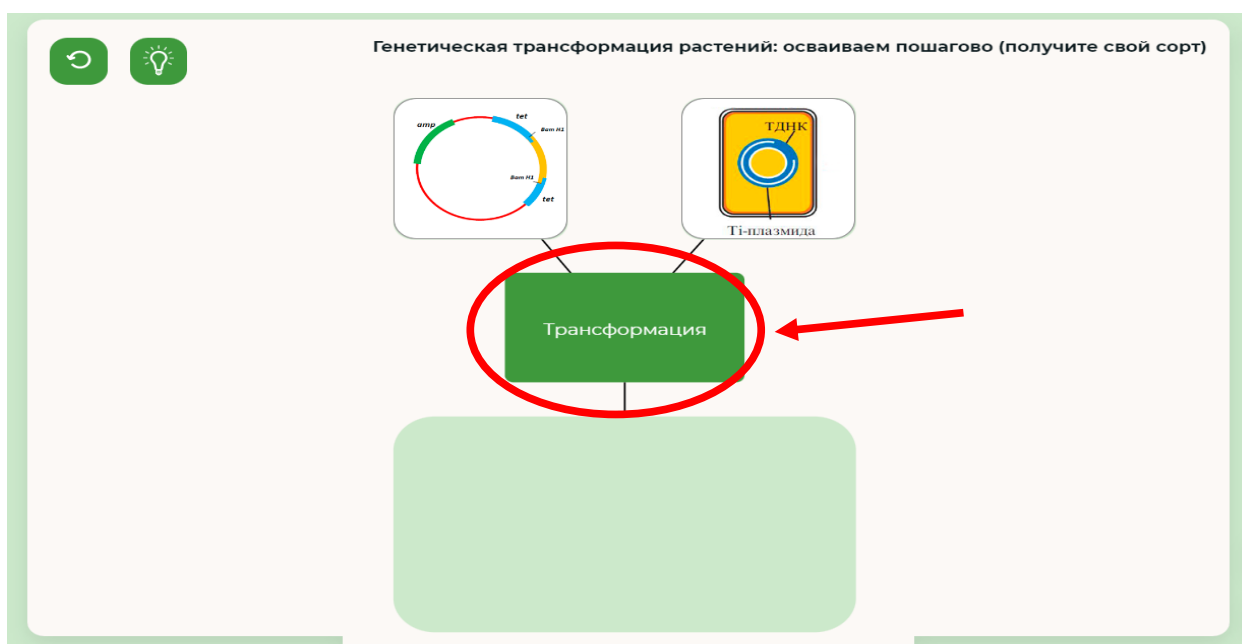 Генетическая трансформация растений: осваиваем пошагово (получите свой сорт)
amp
tet
Bam H1
Bam H1
tet
ТДНК
Ti-плазмида
Трансформация